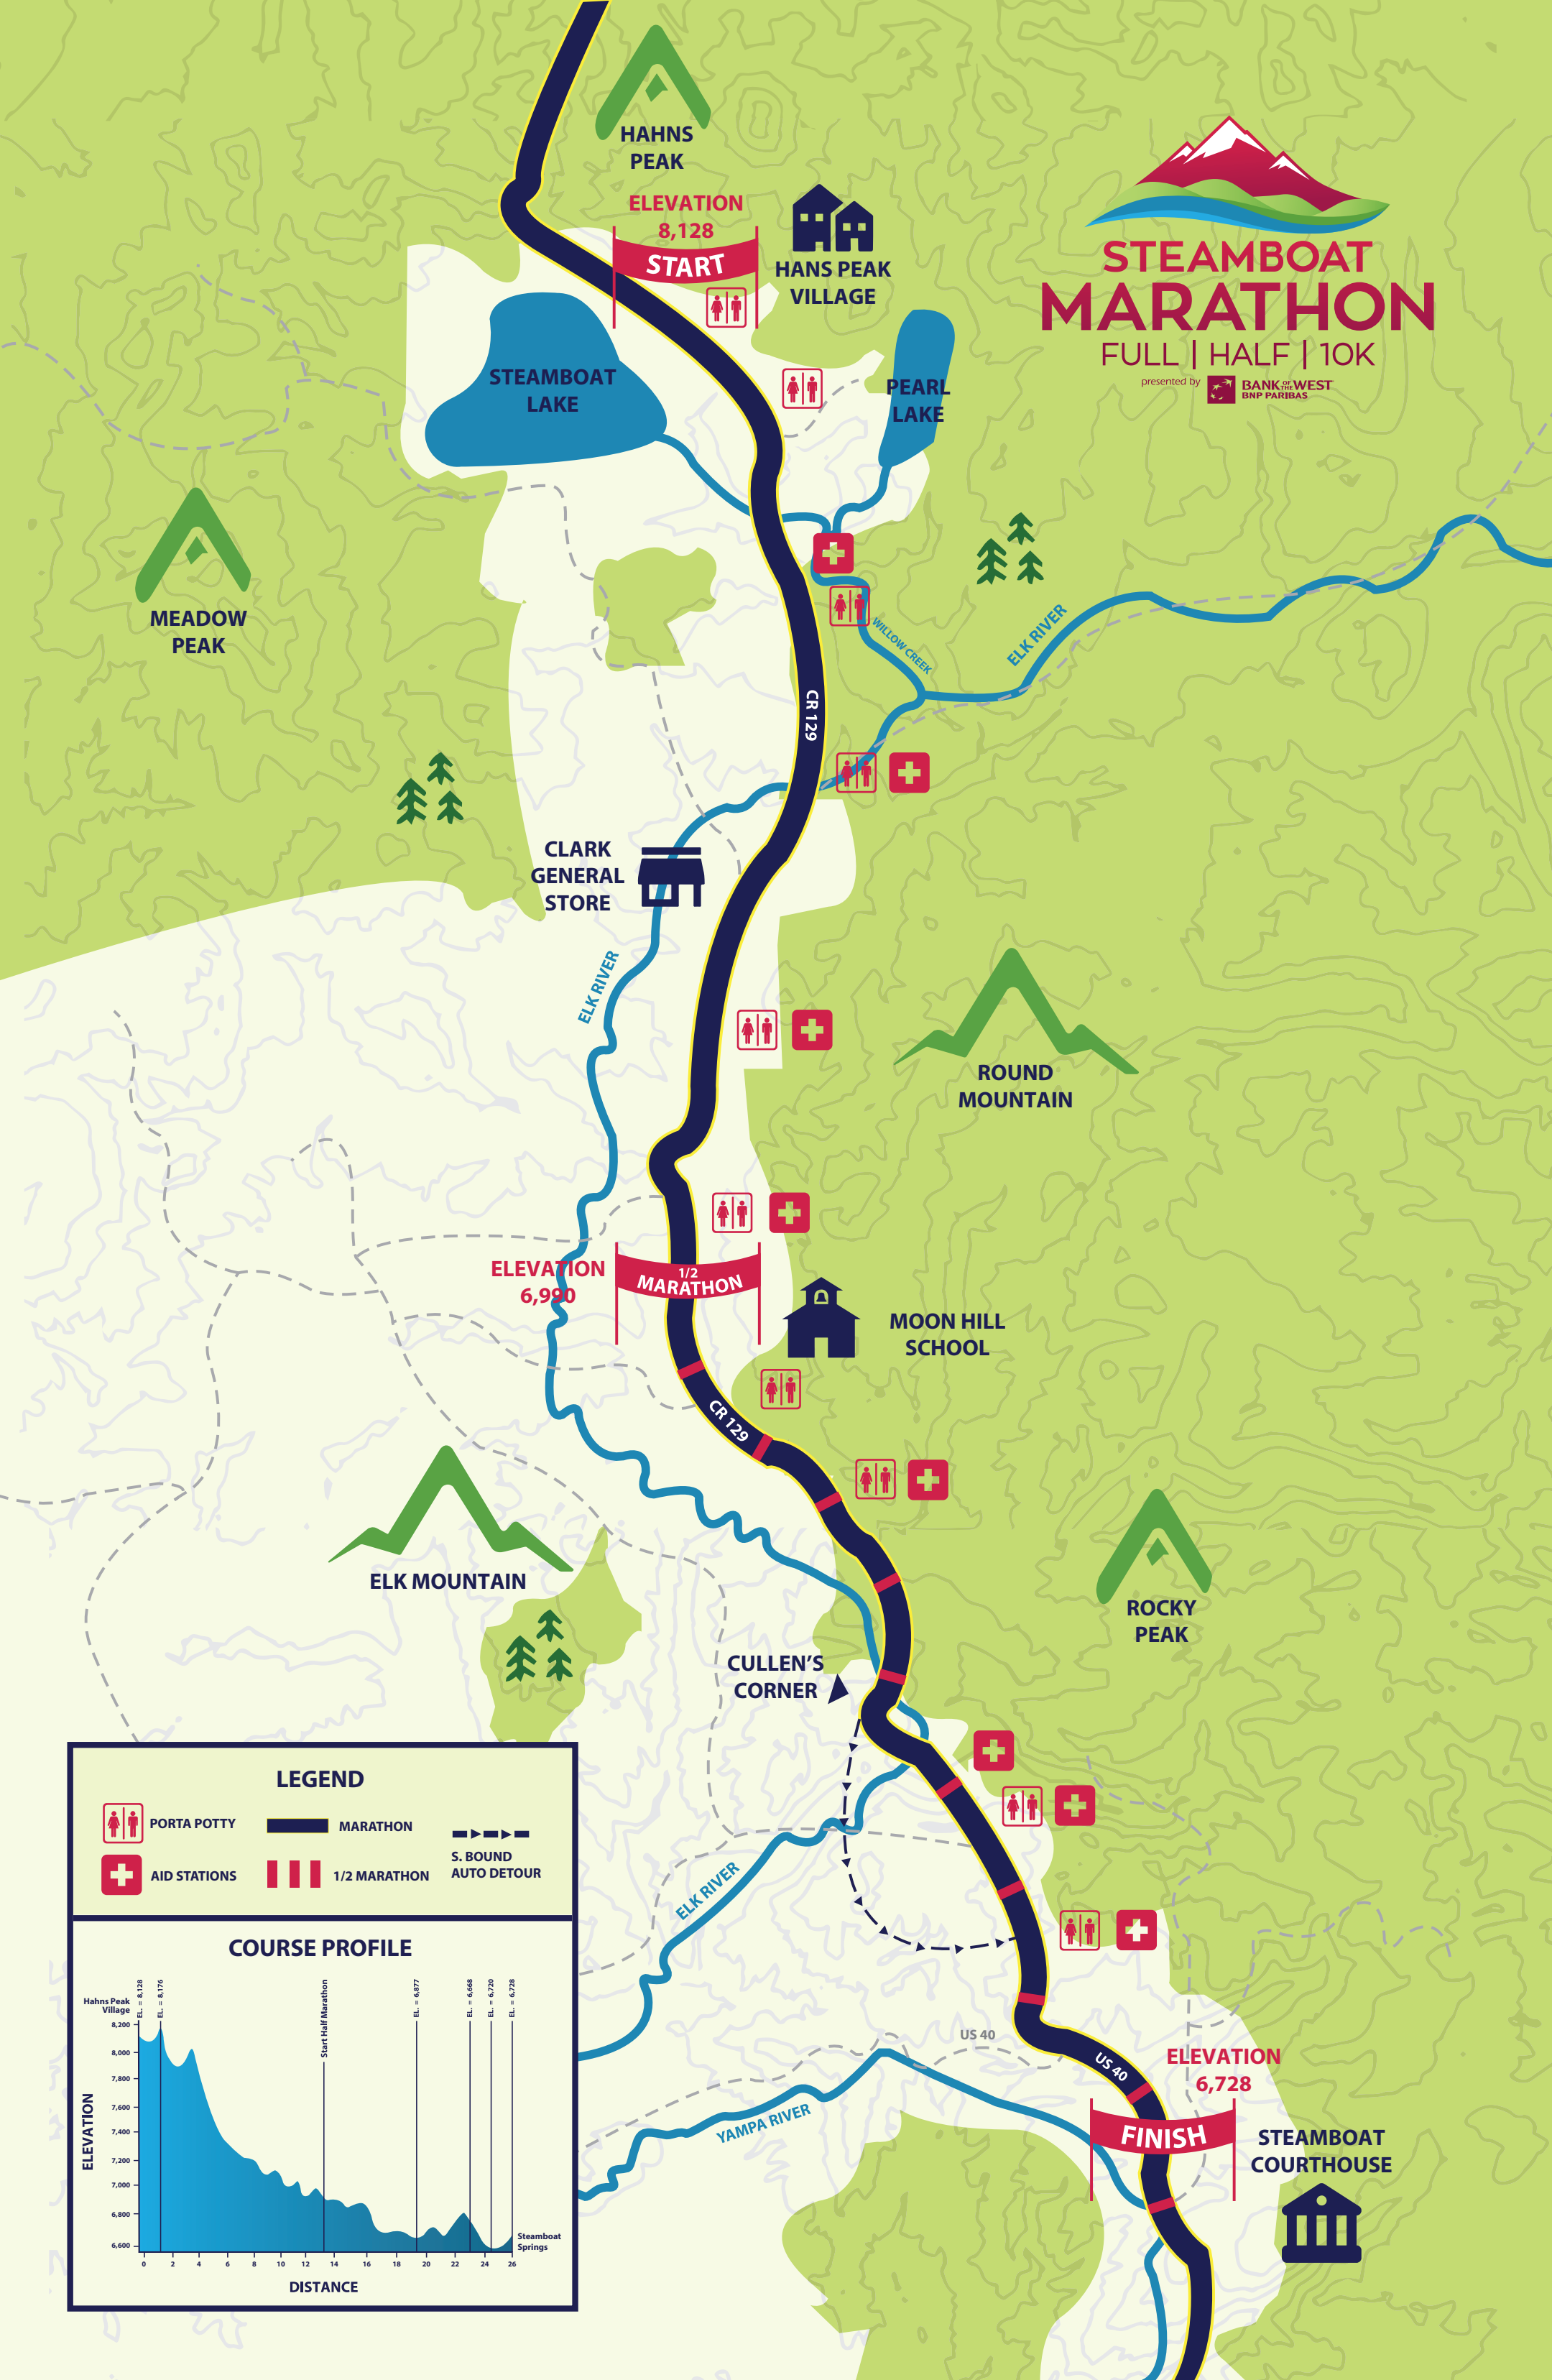 HAHNS
PEAK
ELEVATION
8,128
START
HANS PEAK
VILLAGE
STEAMBOAT
MARATHON
FULL | HALF | 10K
presented by
BANK OF THE WEST
BNP PARIBAS
STEAMBOAT
LAKE
PEARL
LAKE
MEADOW
PEAK
WILLOW CREEK
ELK RIVER
CR 129
CLARK
GENERAL
STORE
ELK RIVER
ROUND
MOUNTAIN
ELEVATION
6,990
1/2
MARATHON
MOON HILL
SCHOOL
CR 129
ELK MOUNTAIN
ROCKY
PEAK
CULLEN'S
CORNER
ELK RIVER
US 40
US 40
YAMPA RIVER
ELEVATION
6,728
FINISH
STEAMBOAT
COURTHOUSE
LEGEND
PORTA POTTY
MARATHON
AID STATIONS
1/2 MARATHON
S. BOUND
AUTO DETOUR
COURSE PROFILE
Hahns Peak
Village
EL. = 8,128
EL. = 8,176
Start Half Marathon
EL. = 6,877
EL. = 6,668
EL. = 6,720
EL. = 6,728
ELEVATION
8,200
8,000
7,800
7,600
7,400
7,200
7,000
6,800
6,600
Steamboat
Springs
0 2 4 6 8 10 12 14 16 18 20 22 24 26
DISTANCE